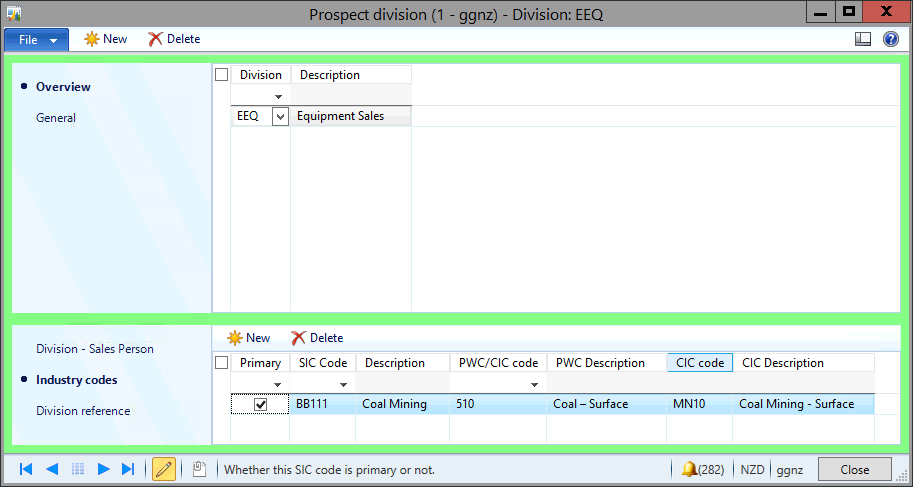 Prospect division (1 - ggnz) - Division: EEQ
File New Delete
Overview
General
Division Description
EEQ Equipment Sales
New Delete
Division - Sales Person
Industry codes
Division reference
Primary SIC Code Description PWC/CIC code PWC Description CIC code CIC Description
BB111 Coal Mining 510 Coal – Surface MN10 Coal Mining - Surface
Whether this SIC code is primary or not. (282) NZD ggnz Close